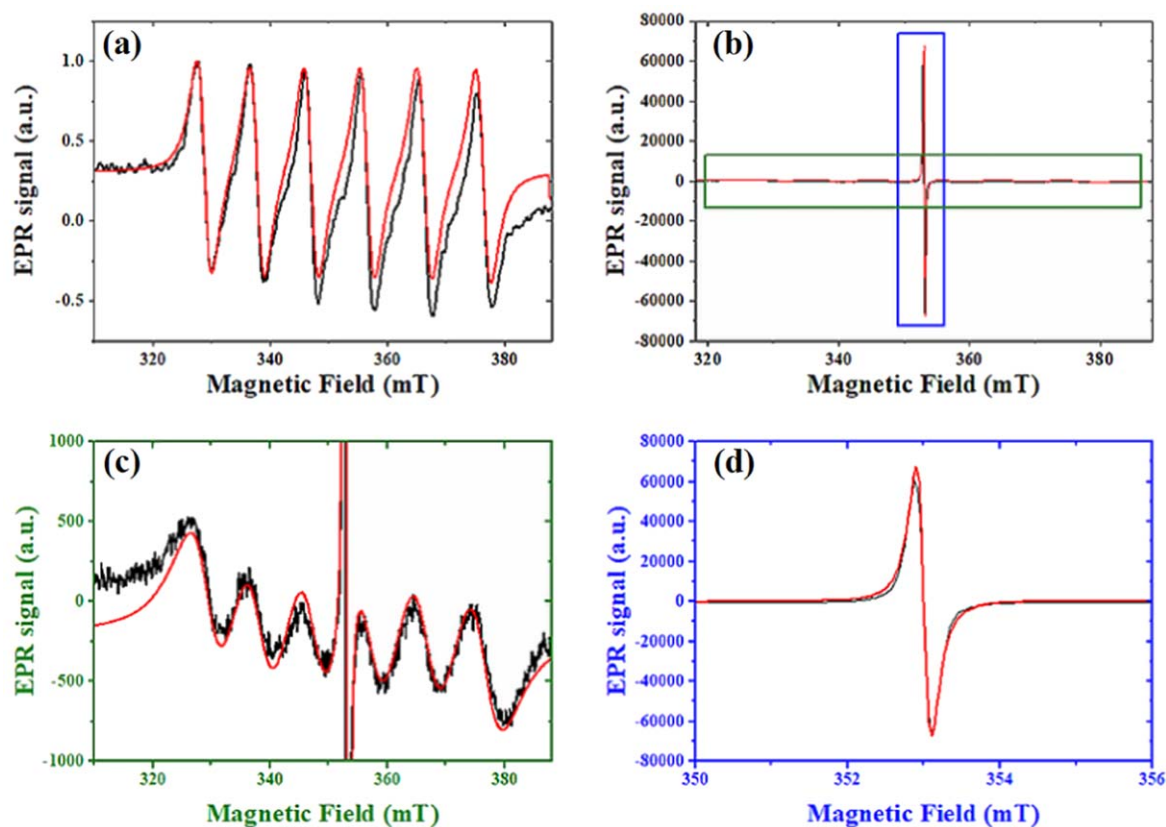 (a)
EPR signal (a.u.)
1.0
0.5
0.0
-0.5
320 340 360 380
Magnetic Field (mT)
(b)
EPR signal (a.u.)
80000
60000
40000
20000
0
-20000
-40000
-60000
-80000
320 340 360 380
Magnetic Field (mT)
(c)
EPR signal (a.u.)
1000
500
0
-500
-1000
320 340 360 380
Magnetic Field (mT)
(d)
EPR signal (a.u.)
80000
60000
40000
20000
0
-20000
-40000
-60000
-80000
350 352 354 356
Magnetic Field (mT)